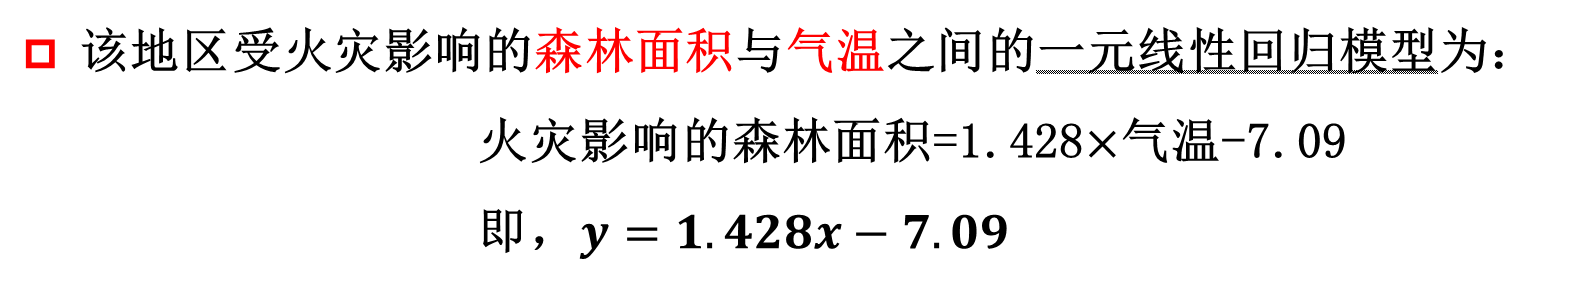 该地区受火灾影响的森林面积与气温之间的一元线性回归模型为：
火灾影响的森林面积=1.428×气温-7.09
即，y = 1.428x − 7.09